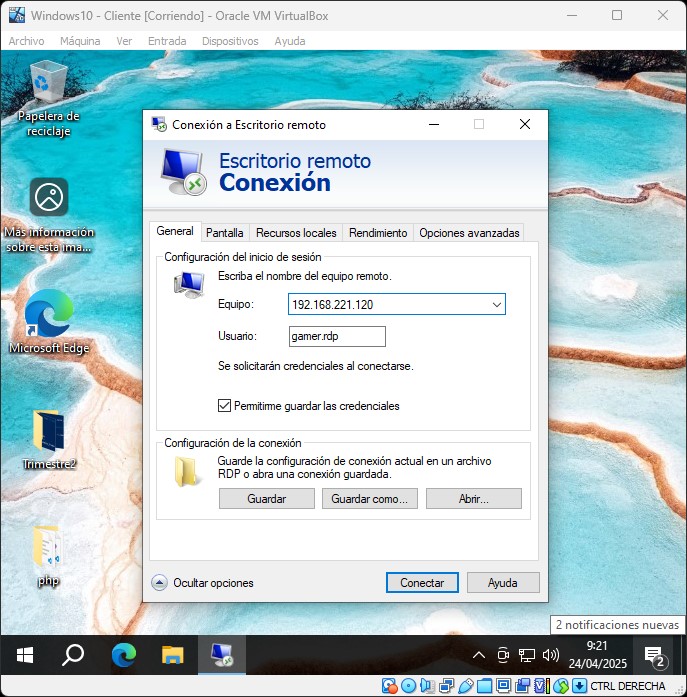 Windows10 - Cliente [Corriendo] - Oracle VM VirtualBox
Archivo Máquina Ver Entrada Dispositivos Ayuda
Papelera de
reciclaje
Más información
sobre esta ima...
Microsoft Edge
Trimestre2
php
Conexión a Escritorio remoto
Escritorio remoto
Conexión
General Pantalla Recursos locales Rendimiento Opciones avanzadas
Configuración del inicio de sesión
Escriba el nombre del equipo remoto.
Equipo: 192.168.221.120
Usuario: gamer.rdp
Se solicitarán credenciales al conectarse.
Permitirme guardar las credenciales
Configuración de la conexión
Guarde la configuración de conexión actual en un archivo
RDP o abra una conexión guardada.
Guardar Guardar como... Abrir...
Ocultar opciones Conectar Ayuda
2 notificaciones nuevas
9:21
24/04/2025
2
CTRL DERECHA